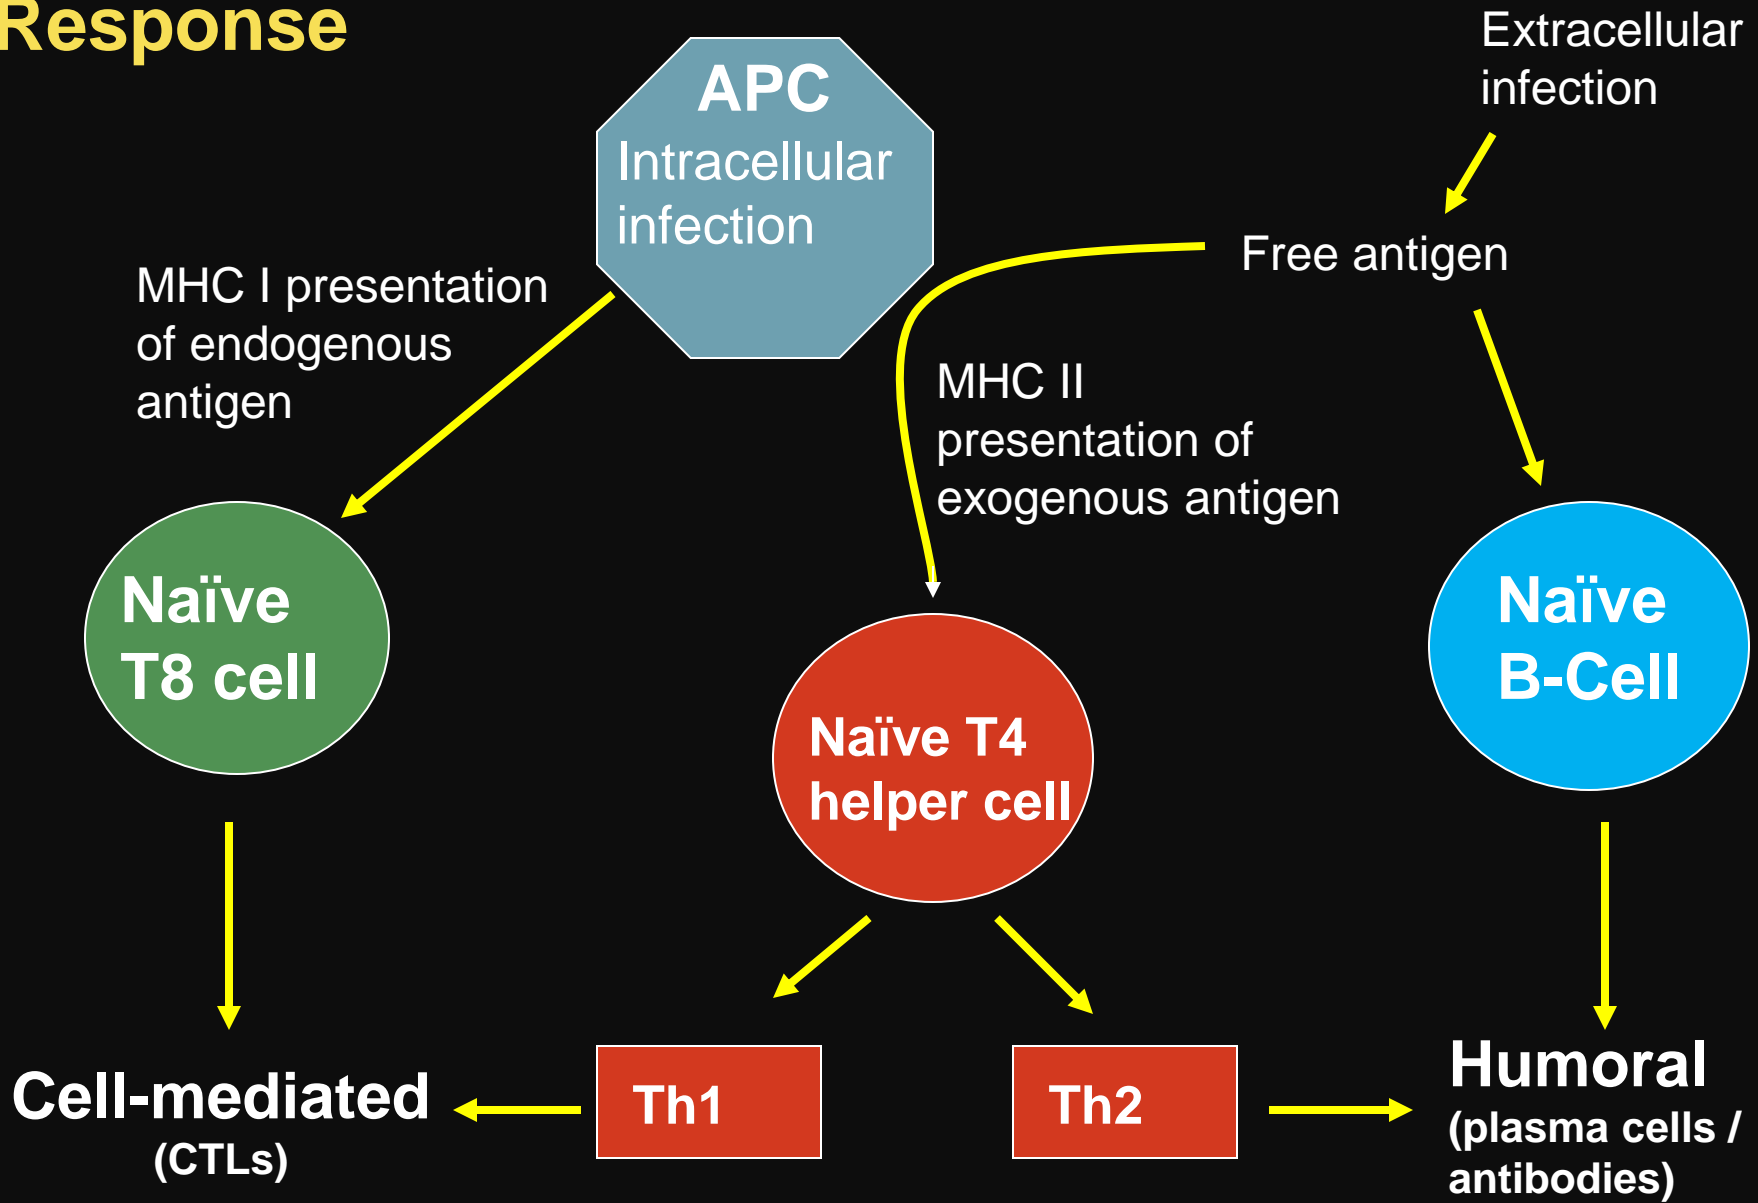 Response
APC
Intracellular
infection
Extracellular
infection
Free antigen
MHC I presentation
of endogenous
antigen
MHC II
presentation of
exogenous antigen
Naïve
T8 cell
Naïve T4
helper cell
Naïve
B-Cell
Cell-mediated
(CTLs)
Th1
Th2
Humoral
(plasma cells /
antibodies)